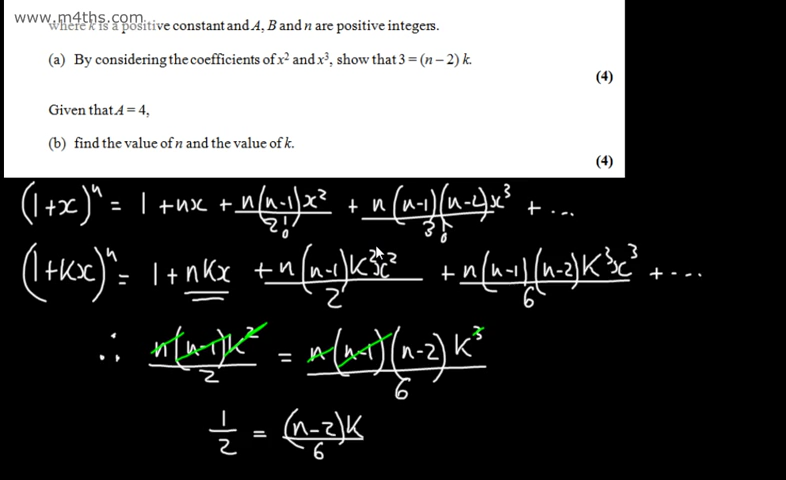 www.m4ths.com
where k is a positive constant and A, B and n are positive integers.
(a) By considering the coefficients of x² and x³, show that 3 = (n – 2) k.
(4)
Given that A = 4,
(b) find the value of n and the value of k.
(4)
(1+x)ⁿ = 1 + nx + n(n-1)x²/2! + n(n-1)(n-2)x³/3! + ...
(1+Kx)ⁿ = 1 + nKx + n(n-1)K²x²/2 + n(n-1)(n-2)K³x³/6 + ...
∴ n(n-1)K²/2 = n(n-1)(n-2)K³/6
1/2 = (n-2)K/6